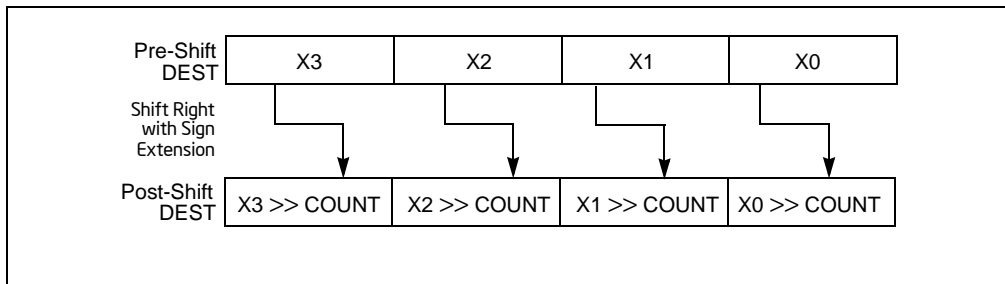 Pre-Shift
DEST
X3 X2 X1 X0
Shift Right
with Sign
Extension
Post-Shift
DEST
X3 >> COUNT X2 >> COUNT X1 >> COUNT X0 >> COUNT